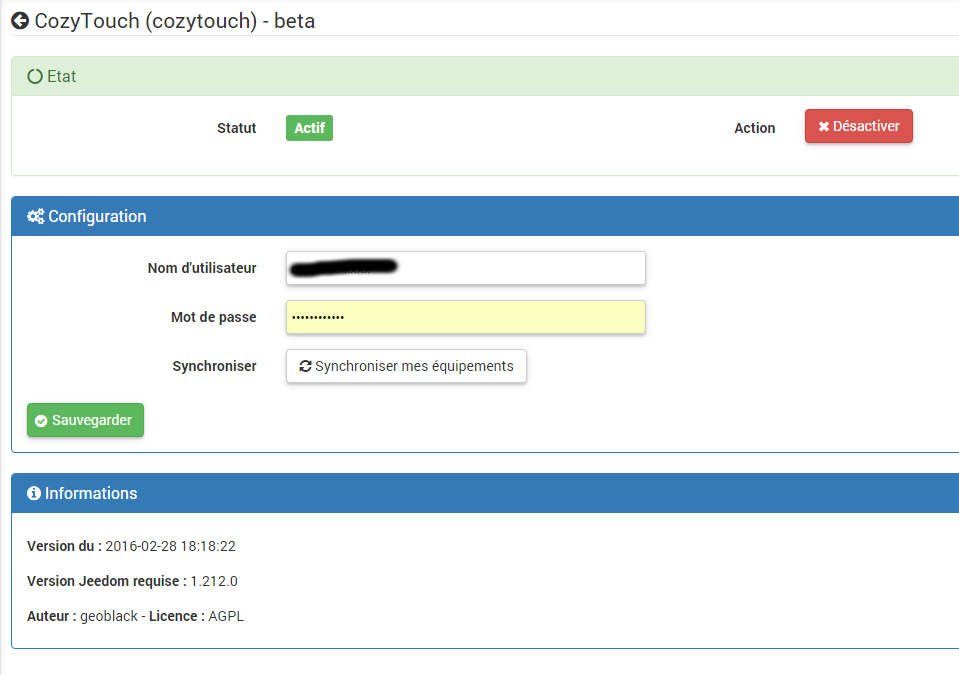 CozyTouch (cozytouch) - beta
Etat
Statut Actif Action Désactiver
Configuration
Nom d'utilisateur
Mot de passe ••••••••••••
Synchroniser Synchroniser mes équipements
Sauvegarder
Informations
Version du : 2016-02-28 18:18:22
Version Jeedom requise : 1.212.0
Auteur : geoblack - Licence : AGPL